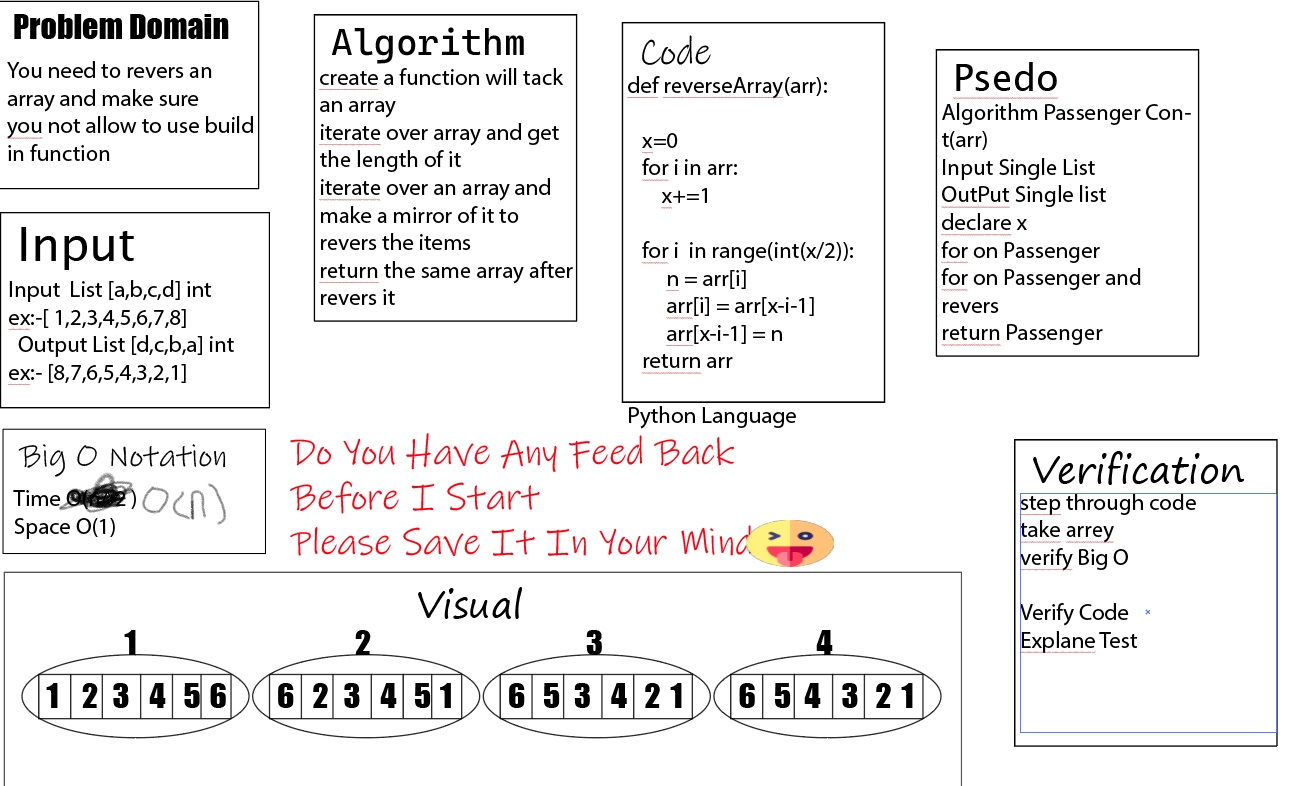 Problem Domain
You need to revers an
array and make sure
you not allow to use build
in function
Input
Input List [a,b,c,d] int
ex:-[ 1,2,3,4,5,6,7,8]
Output List [d,c,b,a] int
ex:- [8,7,6,5,4,3,2,1]
Big O Notation
Time ) O(n)
Space O(1)
Algorithm
create a function will tack
an array
iterate over array and get
the length of it
iterate over an array and
make a mirror of it to
revers the items
return the same array after
revers it
Code
def reverseArray(arr):
x=0
for i in arr:
x+=1
for i in range(int(x/2)):
n = arr[i]
arr[i] = arr[x-i-1]
arr[x-i-1] = n
return arr
Python Language
Psedo
Algorithm Passenger Con-
t(arr)
Input Single List
OutPut Single list
declare x
for on Passenger
for on Passenger and
revers
return Passenger
Do You Have Any Feed Back
Before I Start
Please Save It In Your Mind
Verification
step through code
take arrey
verify Big O
Verify Code
Explane Test
Visual
1 2 3 4
1 2 3 4 5 6 6 2 3 4 5 1 6 5 3 4 2 1 6 5 4 3 2 1